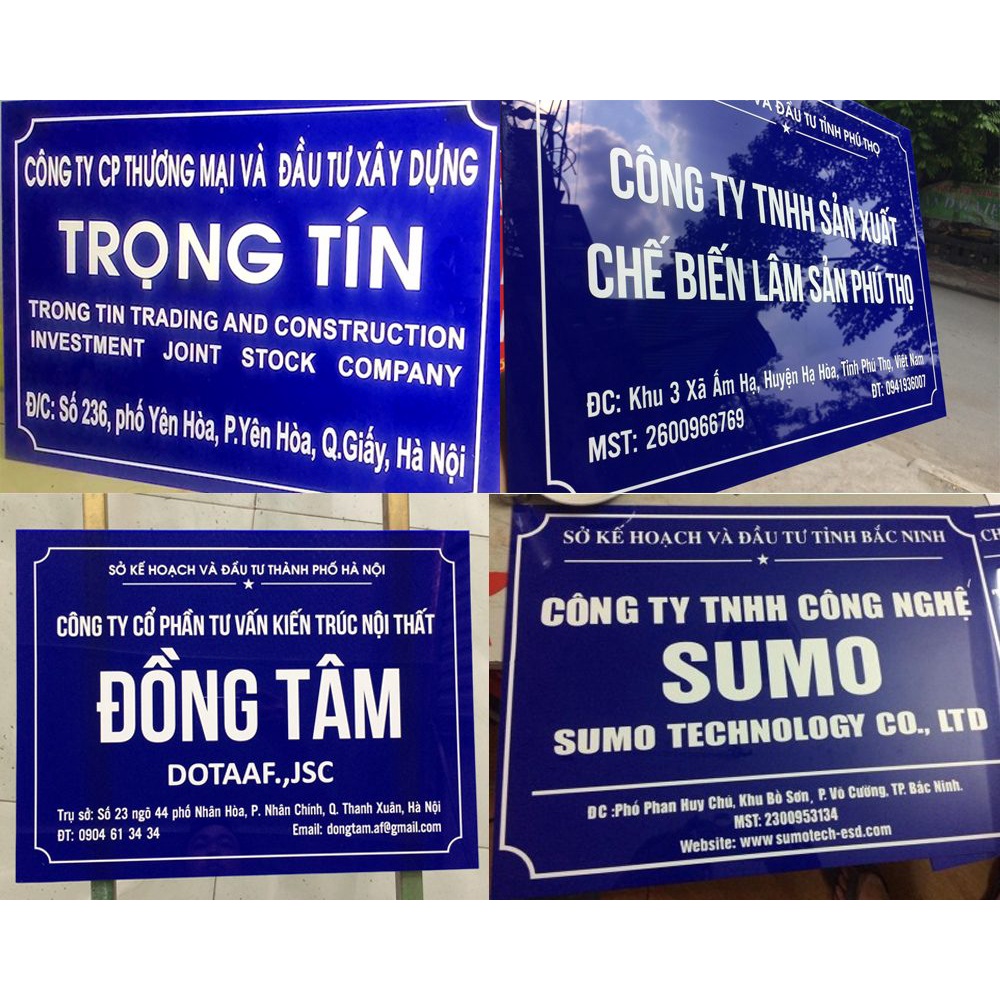 CÔNG TY CP THƯƠNG MẠI VÀ ĐẦU TƯ XÂY DỰNG
TRỌNG TÍN
TRONG TIN TRADING AND CONSTRUCTION
INVESTMENT JOINT STOCK COMPANY
Đ/C: Số 236, phố Yên Hòa, P.Yên Hòa, Q.Giấy, Hà Nội
VÀ ĐẦU TƯ TỈNH PHÚ THỌ
CÔNG TY TNHH SẢN XUẤT
CHẾ BIẾN LÂM SẢN PHÚ THỌ
ĐC: Khu 3 Xã Ấm Hạ, Huyện Hạ Hòa, Tỉnh Phú Thọ, Việt Nam
MST: 2600966769
ĐT: 0941936007
SỞ KẾ HOẠCH VÀ ĐẦU TƯ THÀNH PHỐ HÀ NỘI
CÔNG TY CỔ PHẦN TƯ VẤN KIẾN TRÚC NỘI THẤT
ĐỒNG TÂM
DOTAAF.,JSC
Trụ sở: Số 23 ngõ 44 phố Nhân Hòa, P. Nhân Chính, Q. Thanh Xuân, Hà Nội
ĐT: 0904 61 34 34 Email: dongtam.af@gmail.com
SỞ KẾ HOẠCH VÀ ĐẦU TƯ TỈNH BẮC NINH
CÔNG TY TNHH CÔNG NGHỆ
SUMO
SUMO TECHNOLOGY CO., LTD
ĐC :Phó Phan Huy Chú, Khu Bồ Sơn, P. Võ Cường, TP. Bắc Ninh.
MST: 2300953134
Website: www.sumotech-esd.com
CH